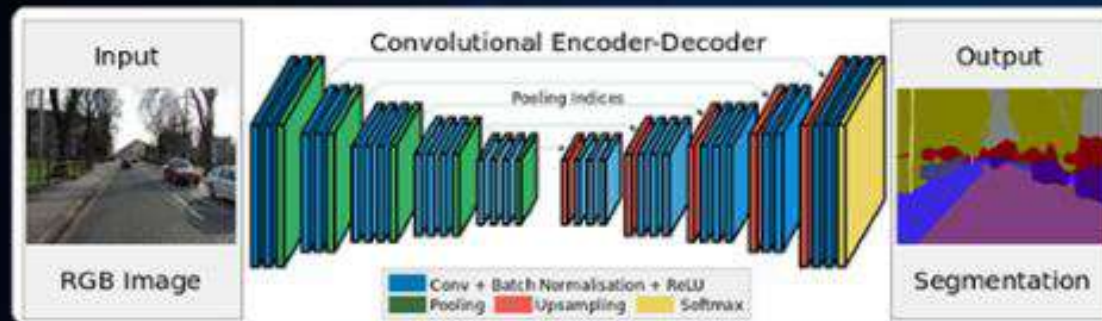 Input
Convolutional Encoder-Decoder
Output
Pooling Indices
RGB Image
Conv + Batch Normalisation + ReLU
Pooling Upsampling Softmax
Segmentation